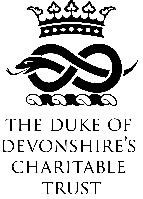 THE DUKE OF
DEVONSHIRE'S
CHARITABLE
TRUST